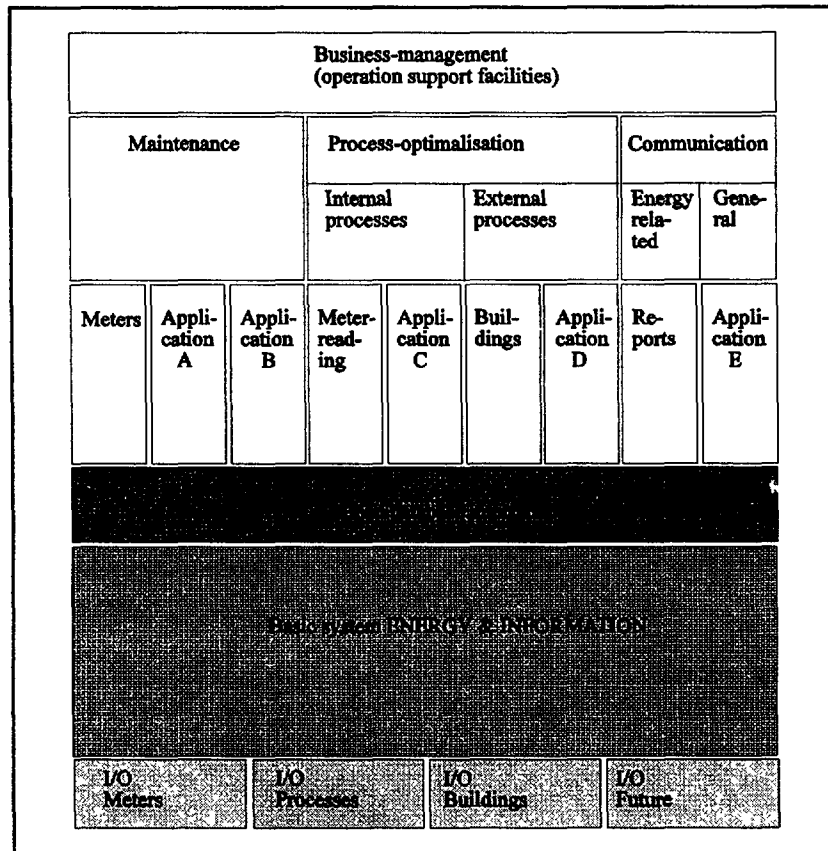 Business-management
(operation support facilities)
Maintenance
Process-optimalisation
Communication
Internal
processes
External
processes
Energy
rela-
ted
Gene-
ral
Meters
Appli-
cation
A
Appli-
cation
B
Meter-
read-
ing
Appli-
cation
C
Buil-
dings
Appli-
cation
D
Re-
ports
Appli-
cation
E
Basic system ENERGY & INFORMATION
I/O
Meters
I/O
Processes
I/O
Buildings
I/O
Future